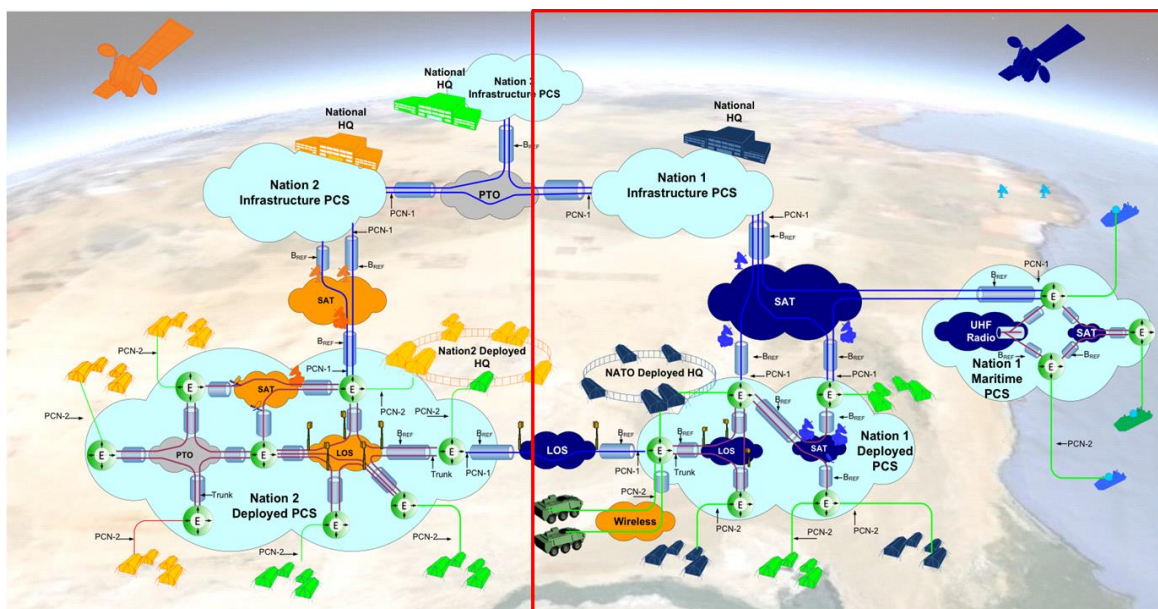 National
HQ
Nation 3
Infrastructure PCS
National
HQ
National
HQ
BREF
Nation 2
Infrastructure PCS
PTO
Nation 1
Infrastructure PCS
PCN-1
PCN-1
PCN-1
PCN-1
BREF
BREF
BREF
SAT
SAT
BREF
PCN-1
UHF
Radio
SAT
BREF
BREF
Nation 1
Maritime
PCS
E
E
E
PCN-2
BREF
PCN-1
Nation2 Deployed
HQ
NATO Deployed HQ
BREF
BREF
PCN-1
PCN-1
PCN-2
PCN-2
SAT
E
E
PCN-2
PCN-2
E
E
BREF
BREF
E
PTO
E
LOS
BREF
BREF
E
Trunk
PCN-1
LOS
BREF
PCN-1
E
BREF
Trunk
LOS
SAT
BREF
Nation 1
Deployed
PCS
Nation 2
Deployed PCS
Trunk
E
E
E
PCN-2
Wireless
E
E
PCN-2
PCN-2
PCN-2
PCN-2
PCN-2
PCN-2